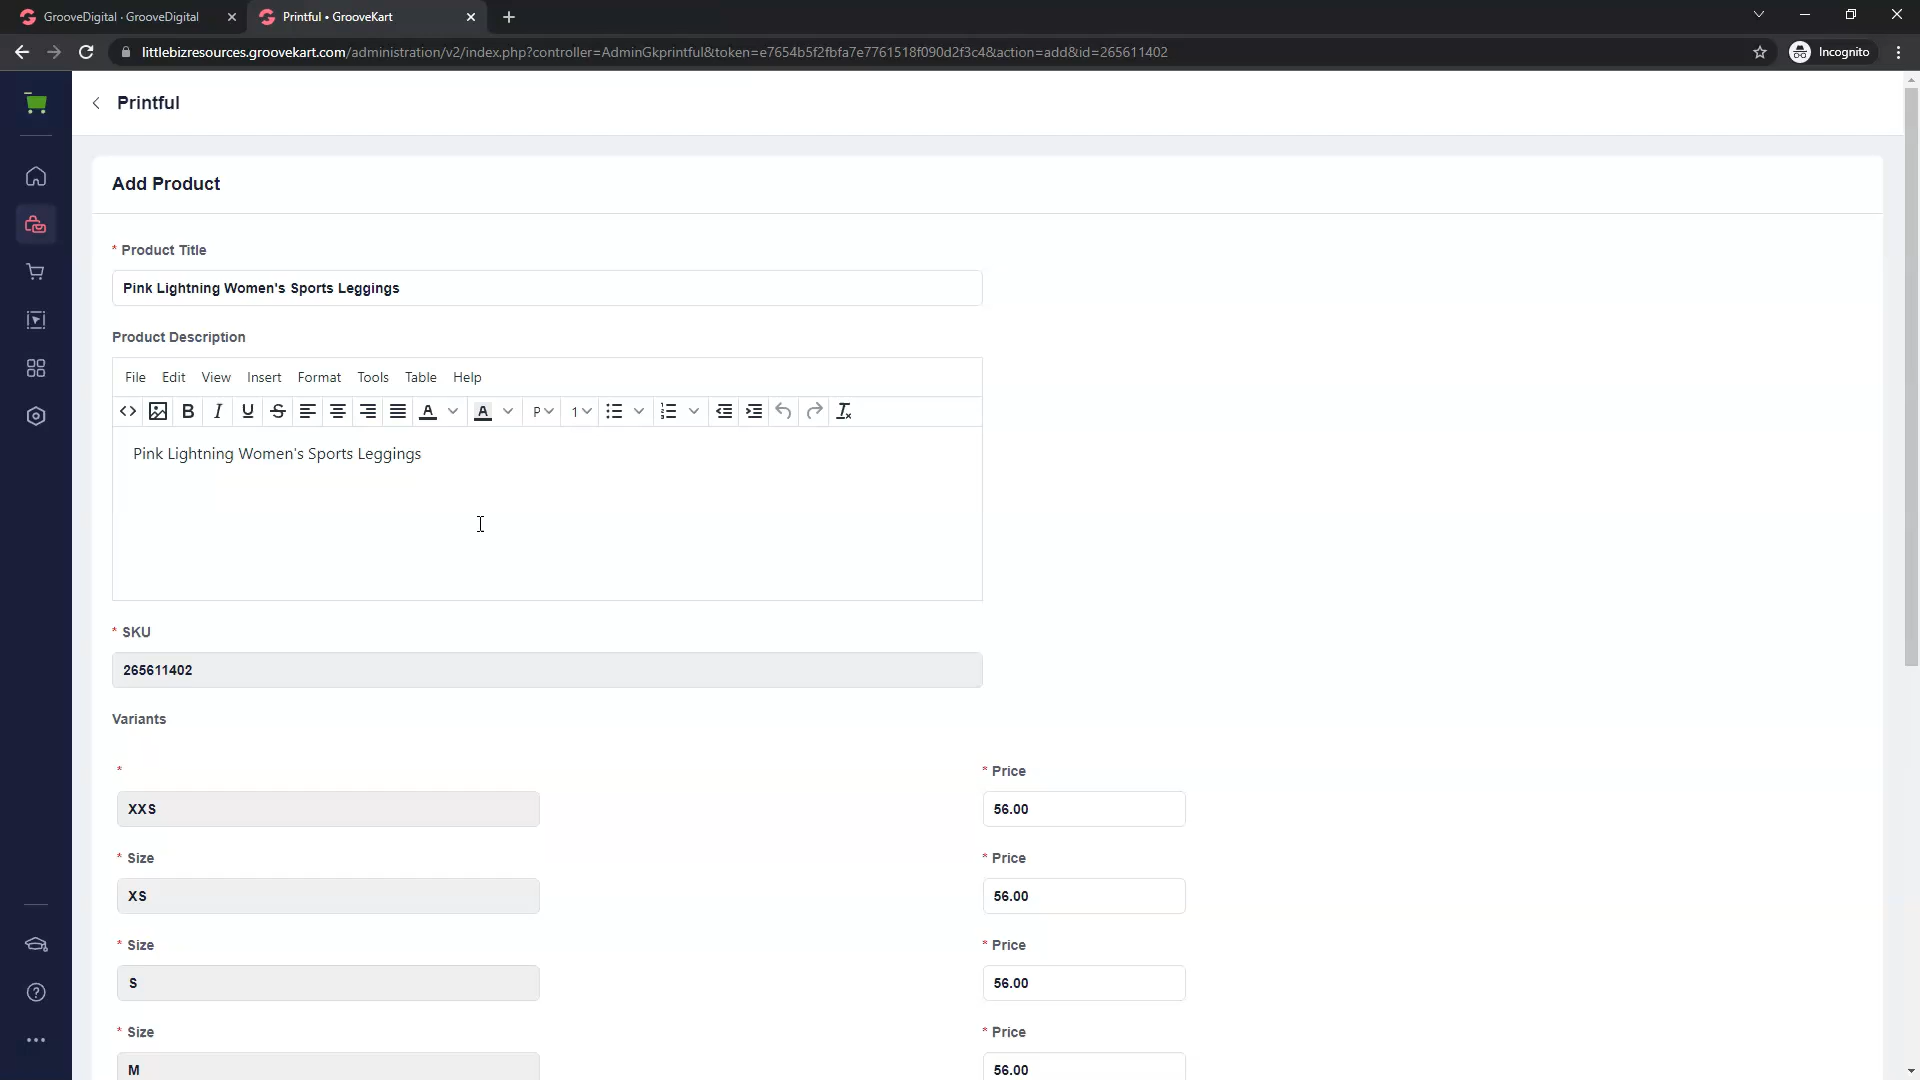 GrooveDigital · GrooveDigital
Printful • GrooveKart
littlebizresources.groovekart.com/administration/v2/index.php?controller=AdminGkprintful&token=e7654b5f2fbfa7e7761518f090d2f3c4&action=add&id=265611402
Incognito
Printful
Add Product
* Product Title
Pink Lightning Women's Sports Leggings
Product Description
File Edit View Insert Format Tools Table Help
B I U S A A P 1
Pink Lightning Women's Sports Leggings
* SKU
265611402
Variants
* * Price
XXS 56.00
* Size * Price
XS 56.00
* Size * Price
S 56.00
* Size * Price
M 56.00